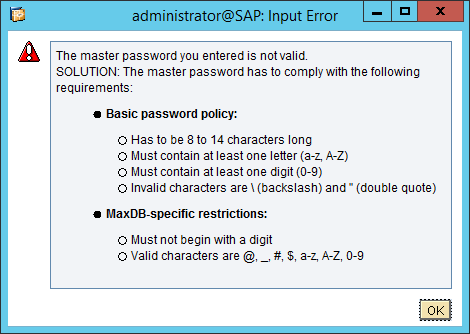 administrator@SAP: Input Error
The master password you entered is not valid.
SOLUTION: The master password has to comply with the following
requirements:
Basic password policy:
Has to be 8 to 14 characters long
Must contain at least one letter (a-z, A-Z)
Must contain at least one digit (0-9)
Invalid characters are \ (backslash) and " (double quote)
MaxDB-specific restrictions:
Must not begin with a digit
Valid characters are @, _, #, $, a-z, A-Z, 0-9
OK